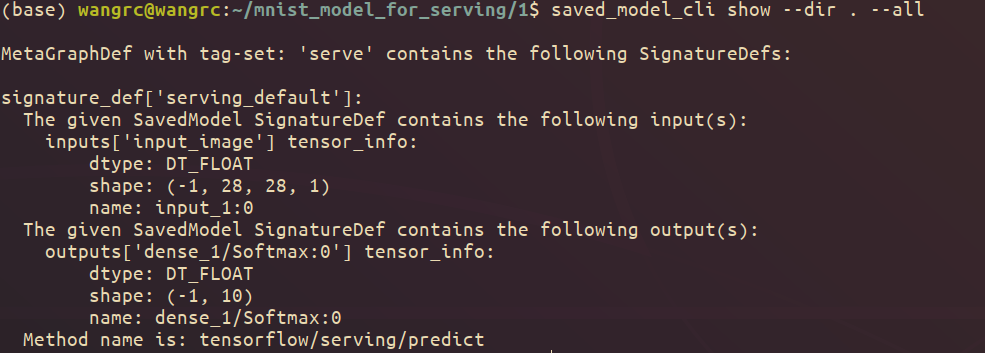 (base) wangrc@wangrc:~/mnist_model_for_serving/1$ saved_model_cli show --dir . --all
MetaGraphDef with tag-set: 'serve' contains the following SignatureDefs:
signature_def['serving_default']:
The given SavedModel SignatureDef contains the following input(s):
inputs['input_image'] tensor_info:
dtype: DT_FLOAT
shape: (-1, 28, 28, 1)
name: input_1:0
The given SavedModel SignatureDef contains the following output(s):
outputs['dense_1/Softmax:0'] tensor_info:
dtype: DT_FLOAT
shape: (-1, 10)
name: dense_1/Softmax:0
Method name is: tensorflow/serving/predict